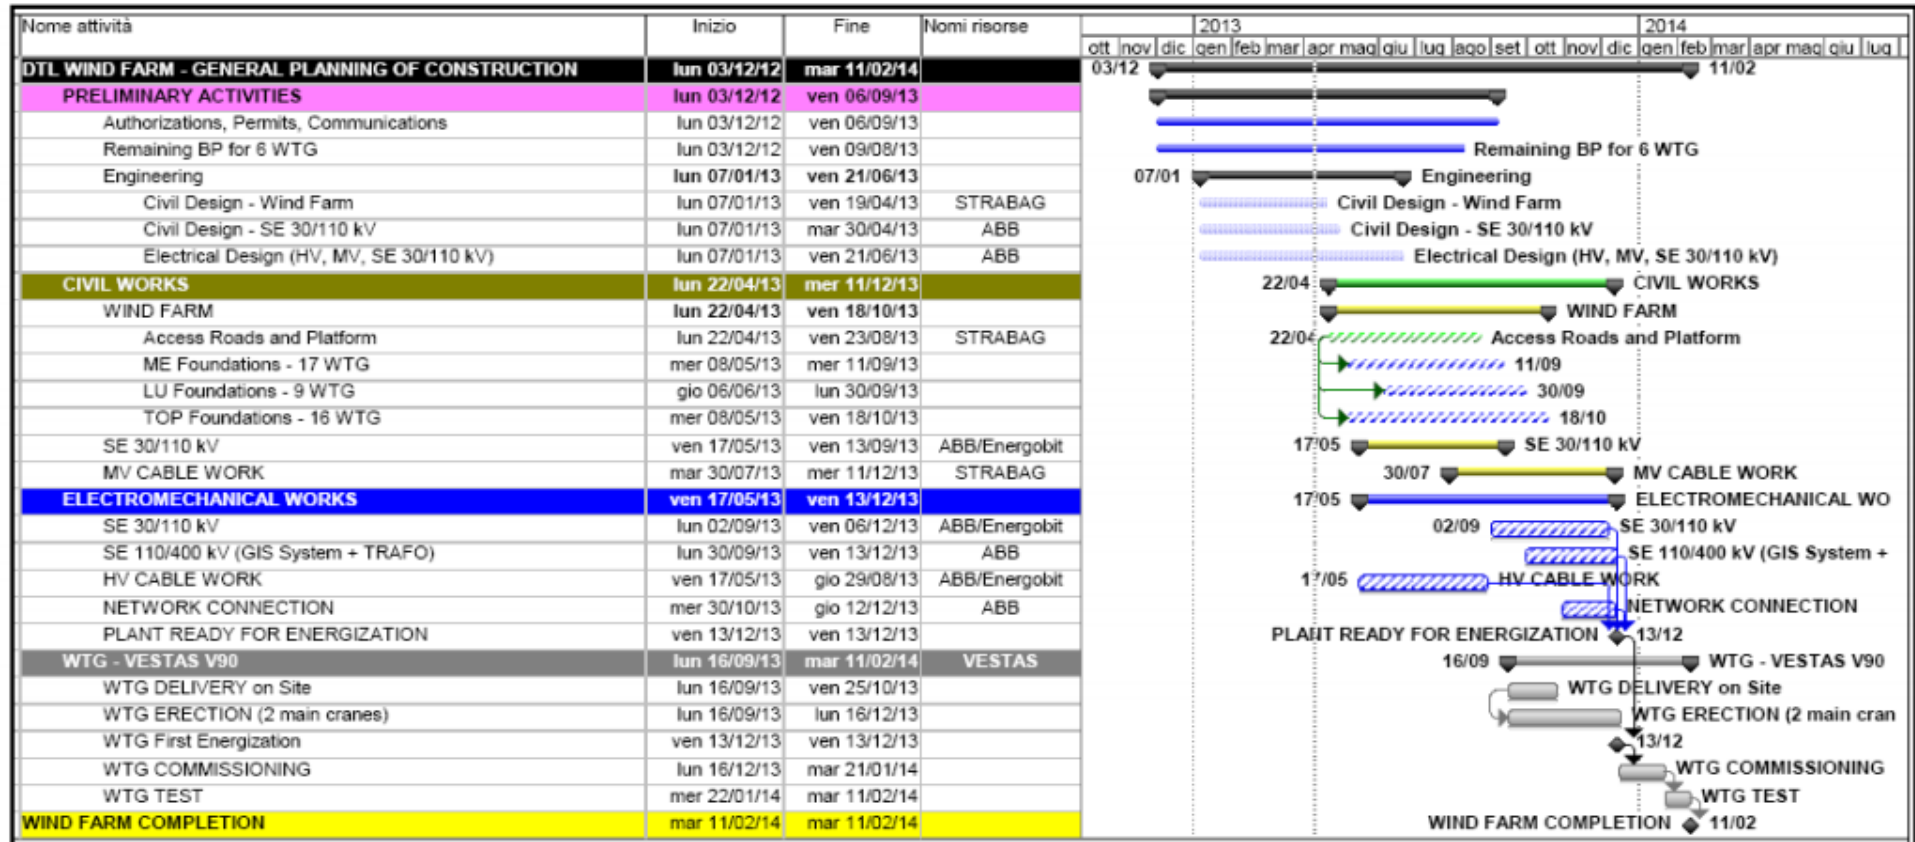 Nome attività Inizio Fine Nomi risorse 2013 2014
ott nov dic gen feb mar apr mag giu lug ago set ott nov dic gen feb mar apr mag giu lug
DTL WIND FARM - GENERAL PLANNING OF CONSTRUCTION lun 03/12/12 mar 11/02/14 03/12 11/02
PRELIMINARY ACTIVITIES lun 03/12/12 ven 06/09/13
Authorizations, Permits, Communications lun 03/12/12 ven 06/09/13
Remaining BP for 6 WTG lun 03/12/12 ven 09/08/13 Remaining BP for 6 WTG
Engineering lun 07/01/13 ven 21/06/13 07/01 Engineering
Civil Design - Wind Farm lun 07/01/13 ven 19/04/13 STRABAG Civil Design - Wind Farm
Civil Design - SE 30/110 kV lun 07/01/13 mar 30/04/13 ABB Civil Design - SE 30/110 kV
Electrical Design (HV, MV, SE 30/110 kV) lun 07/01/13 ven 21/06/13 ABB Electrical Design (HV, MV, SE 30/110 kV)
CIVIL WORKS lun 22/04/13 mer 11/12/13 22/04 CIVIL WORKS
WIND FARM lun 22/04/13 ven 18/10/13 WIND FARM
Access Roads and Platform lun 22/04/13 ven 23/08/13 STRABAG 22/04 Access Roads and Platform
ME Foundations - 17 WTG mer 08/05/13 mer 11/09/13 11/09
LU Foundations - 9 WTG gio 06/06/13 lun 30/09/13 30/09
TOP Foundations - 16 WTG mer 08/05/13 ven 18/10/13 18/10
SE 30/110 kV ven 17/05/13 ven 13/09/13 ABB/Energobit 17/05 SE 30/110 kV
MV CABLE WORK mar 30/07/13 mer 11/12/13 STRABAG 30/07 MV CABLE WORK
ELECTROMECHANICAL WORKS ven 17/05/13 ven 13/12/13 17/05 ELECTROMECHANICAL WO
SE 30/110 kV lun 02/09/13 ven 06/12/13 ABB/Energobit 02/09 SE 30/110 kV
SE 110/400 kV (GIS System + TRAFO) lun 30/09/13 ven 13/12/13 ABB SE 110/400 kV (GIS System +
HV CABLE WORK ven 17/05/13 gio 29/08/13 ABB/Energobit 17/05 HV CABLE WORK
NETWORK CONNECTION mer 30/10/13 gio 12/12/13 ABB NETWORK CONNECTION
PLANT READY FOR ENERGIZATION ven 13/12/13 ven 13/12/13 PLANT READY FOR ENERGIZATION 13/12
WTG - VESTAS V90 lun 16/09/13 mar 11/02/14 VESTAS 16/09 WTG - VESTAS V90
WTG DELIVERY on Site lun 16/09/13 ven 25/10/13 WTG DELIVERY on Site
WTG ERECTION (2 main cranes) lun 16/09/13 lun 16/12/13 WTG ERECTION (2 main cran
WTG First Energization ven 13/12/13 ven 13/12/13 13/12
WTG COMMISSIONING lun 16/12/13 mar 21/01/14 WTG COMMISSIONING
WTG TEST mer 22/01/14 mar 11/02/14 WTG TEST
WIND FARM COMPLETION mar 11/02/14 mar 11/02/14 WIND FARM COMPLETION 11/02